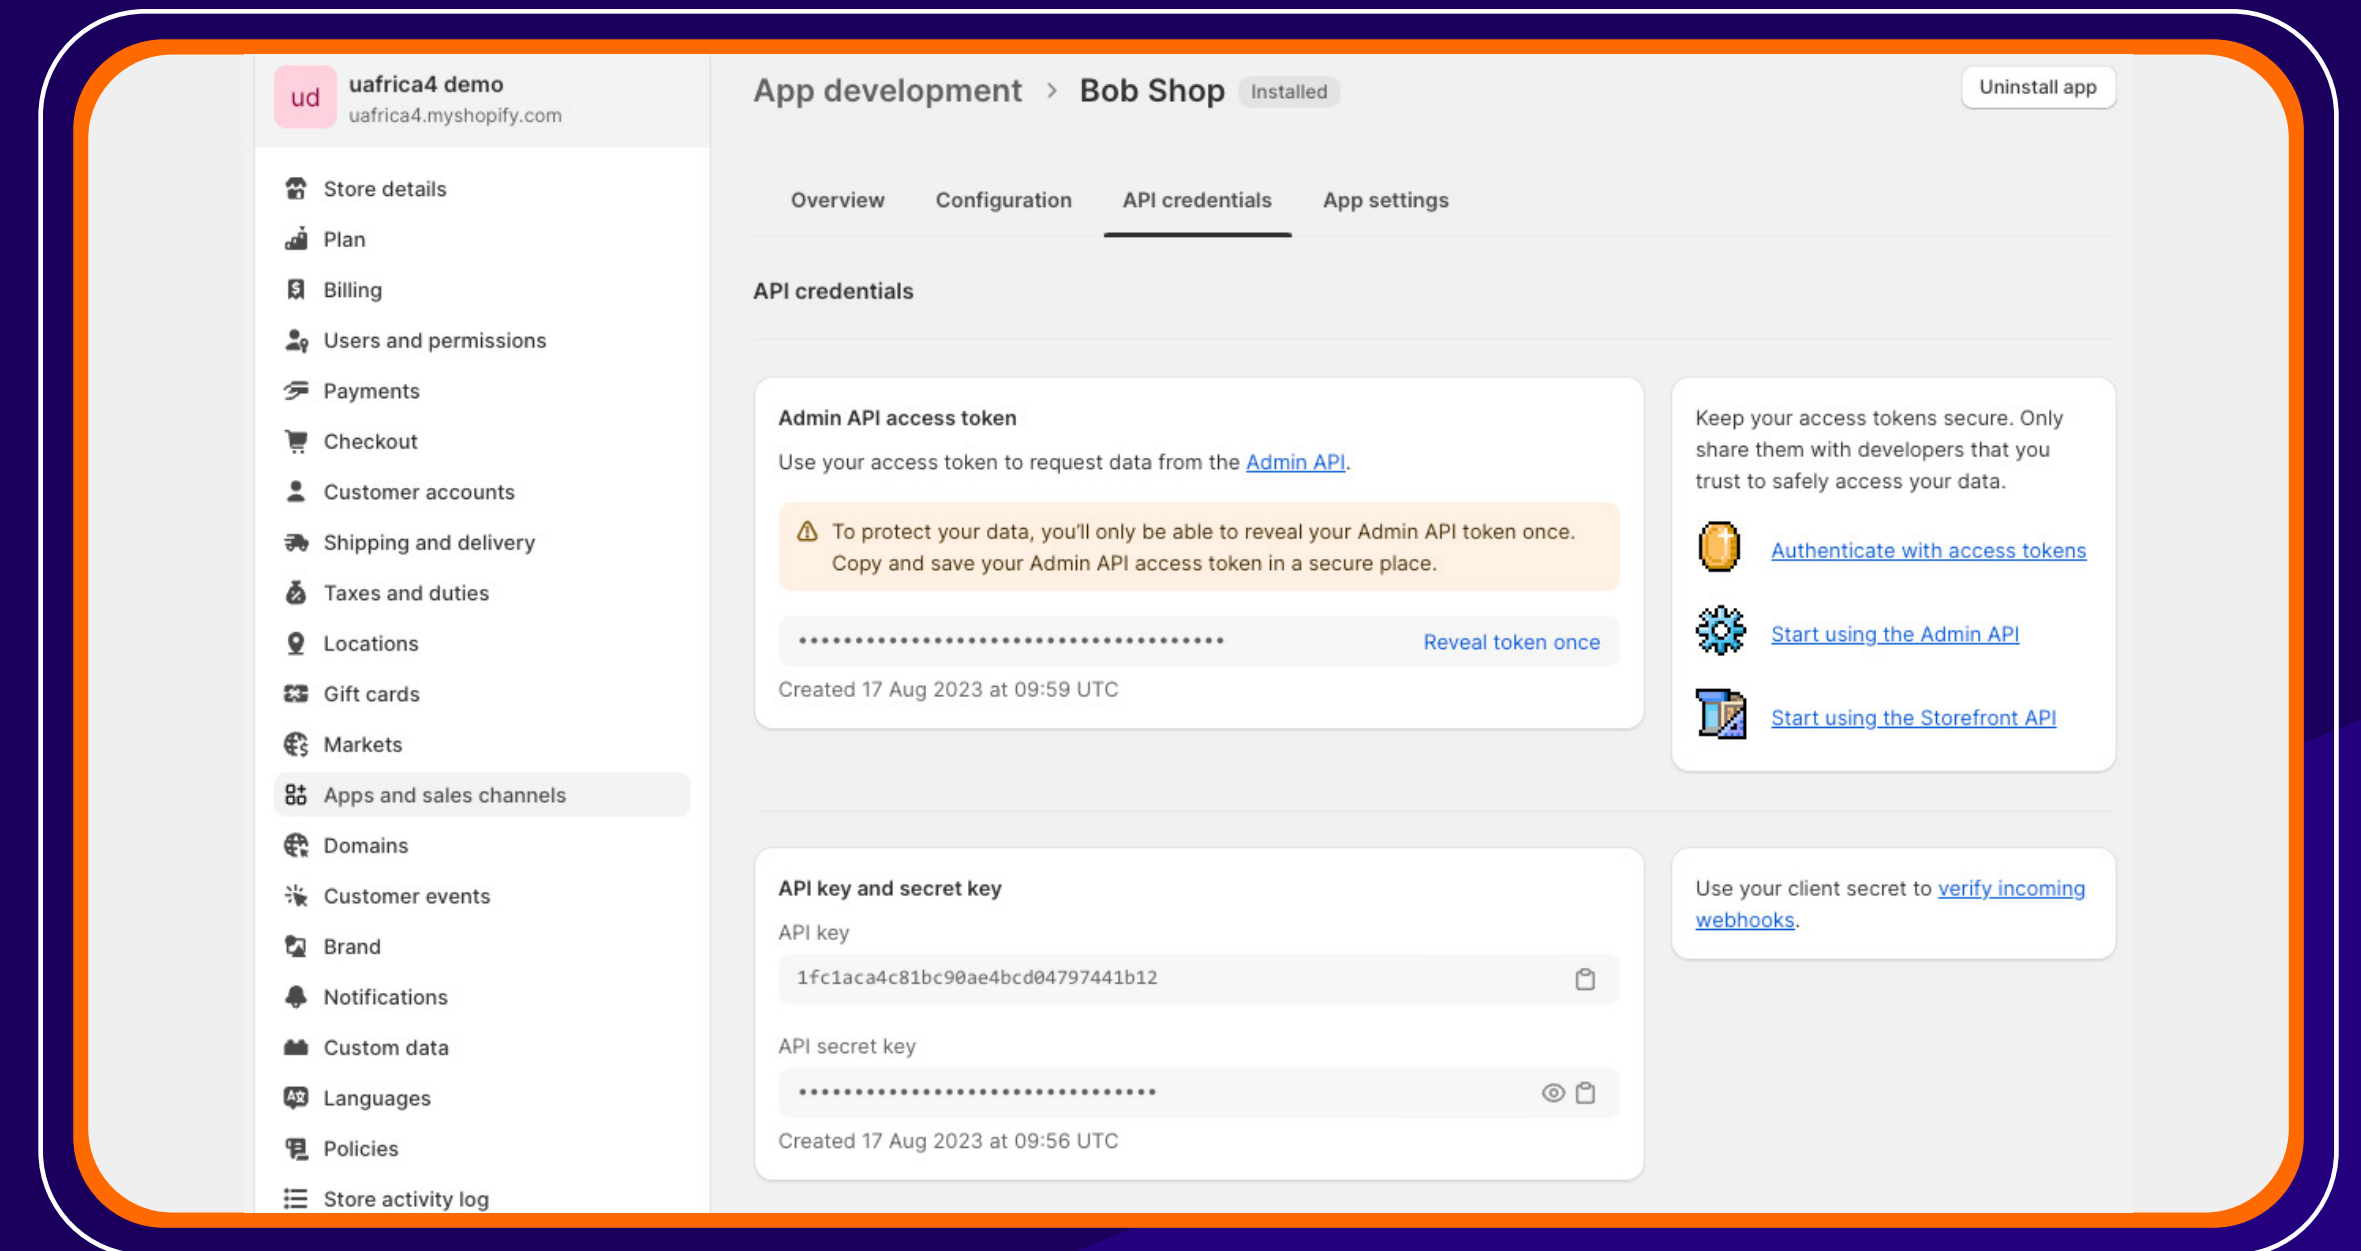 ud
uafrica4 demo
uafrica4.myshopify.com
Store details
Plan
Billing
Users and permissions
Payments
Checkout
Customer accounts
Shipping and delivery
Taxes and duties
Locations
Gift cards
Markets
Apps and sales channels
Domains
Customer events
Brand
Notifications
Custom data
Languages
Policies
Store activity log
App development > Bob Shop Installed
Uninstall app
Overview Configuration API credentials App settings
API credentials
Admin API access token
Use your access token to request data from the Admin API.
To protect your data, you'll only be able to reveal your Admin API token once.
Copy and save your Admin API access token in a secure place.
•••••••••••••••••••••••••••••••••••••• Reveal token once
Created 17 Aug 2023 at 09:59 UTC
Keep your access tokens secure. Only
share them with developers that you
trust to safely access your data.
Authenticate with access tokens
Start using the Admin API
Start using the Storefront API
API key and secret key
API key
1fc1aca4c81bc90ae4bcd04797441b12
API secret key
••••••••••••••••••••••••••••••••
Created 17 Aug 2023 at 09:56 UTC
Use your client secret to verify incoming
webhooks.